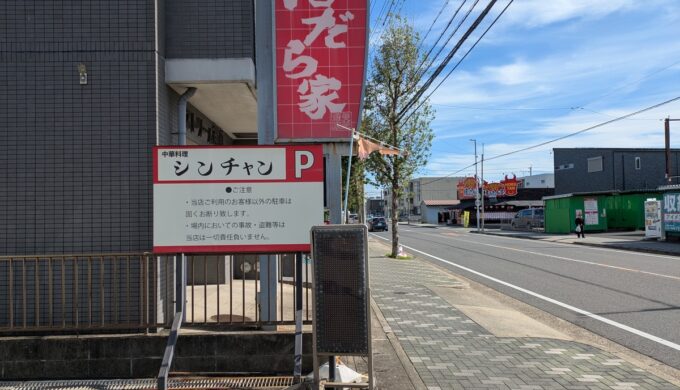 ばだら家
中華料理
シンチャン
P
●ご注意
・当店ご利用のお客様以外の駐車は
固くお断り致します。
・場内においての事故・盗難等は
当店は一切責任負いません。